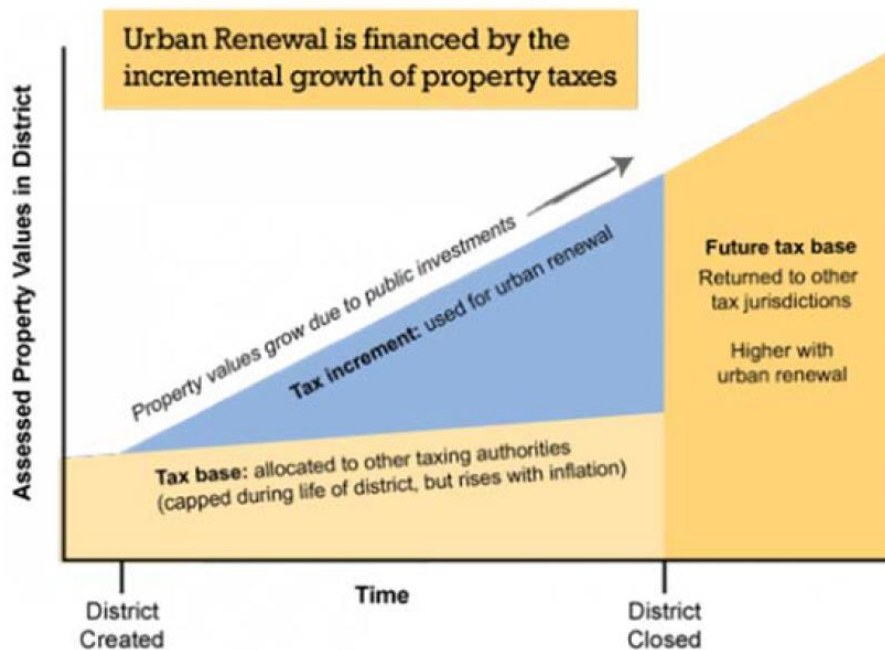 Urban Renewal is financed by the
incremental growth of property taxes
Assessed Property Values in District
Property values grow due to public investments
Tax increment: used for urban renewal
Tax base: allocated to other taxing authorities
(capped during life of district, but rises with inflation)
Future tax base
Returned to other
tax jurisdictions
Higher with
urban renewal
District
Created
Time
District
Closed